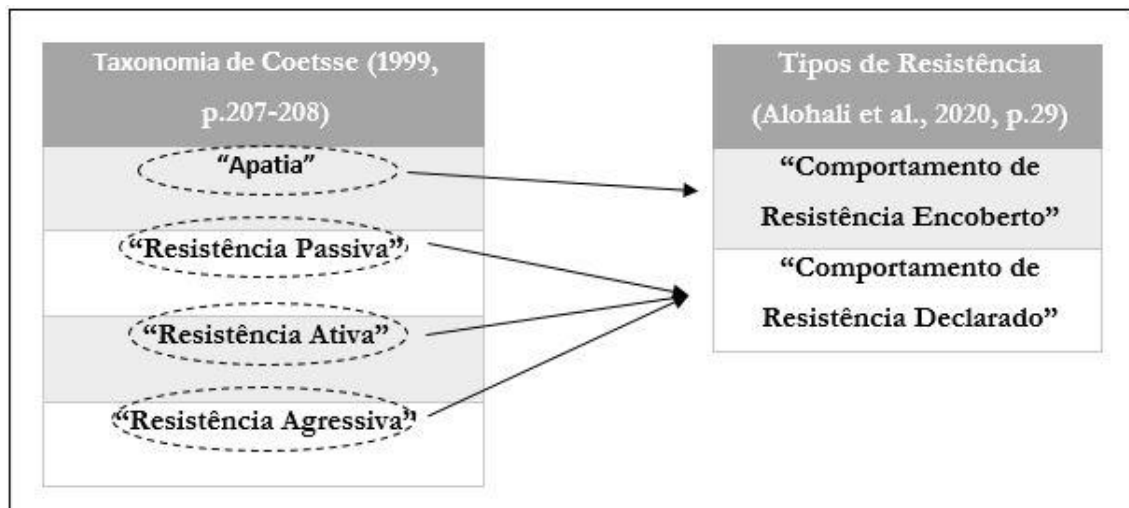 Taxonomia de Coetsse (1999,
p.207-208)
“Apatia”
“Resistência Passiva”
“Resistência Ativa”
“Resistência Agressiva”
Tipos de Resistência
(Alohali et al., 2020, p.29)
“Comportamento de
Resistência Encoberto”
“Comportamento de
Resistência Declarado”